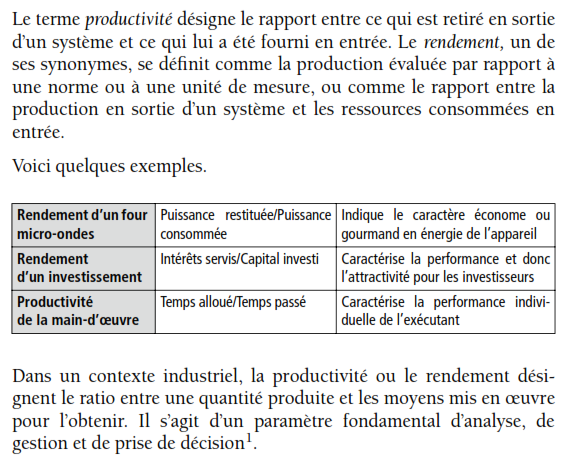 Le terme productivité désigne le rapport entre ce qui est retiré en sortie
d'un système et ce qui lui a été fourni en entrée. Le rendement, un de
ses synonymes, se définit comme la production évaluée par rapport à
une norme ou à une unité de mesure, ou comme le rapport entre la
production en sortie d'un système et les ressources consommées en
entrée.
Voici quelques exemples.
Rendement d'un four
micro-ondes
Puissance restituée/Puissance
consommée
Indique le caractère économe ou
gourmand en énergie de l'appareil
Rendement
d'un investissement
Intérêts servis/Capital investi
Caractérise la performance et donc
l'attractivité pour les investisseurs
Productivité
de la main-d'œuvre
Temps alloué/Temps passé
Caractérise la performance indivi-
duelle de l'exécutant
Dans un contexte industriel, la productivité ou le rendement dési-
gnent le ratio entre une quantité produite et les moyens mis en œuvre
pour l'obtenir. Il s'agit d'un paramètre fondamental d'analyse, de
gestion et de prise de décision¹.